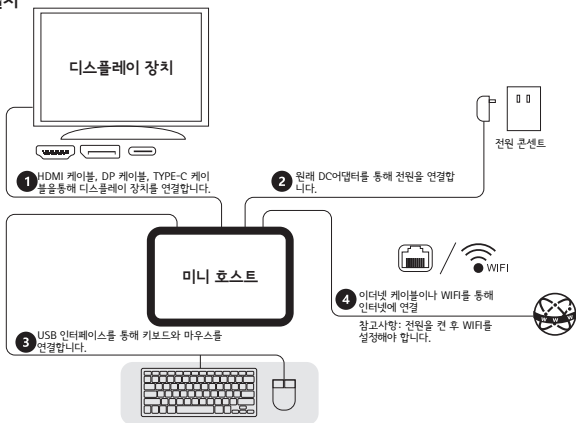 디스플레이 장치
전원 콘센트
1
HDMI 케이블, DP 케이블, TYPE-C 케이
블을통해 디스플레이 장치를 연결합니다.
2
원래 DC어댑터를 통해 전원을 연결합
니다.
미니 호스트
WIFI
4
이더넷 케이블이나 WIFI를 통해
인터넷에 연결
참고사항: 전원을 켠 후 WIFI를
설정해야 합니다.
W W W
3
USB 인터페이스를 통해 키보드와 마우스를
연결합니다.